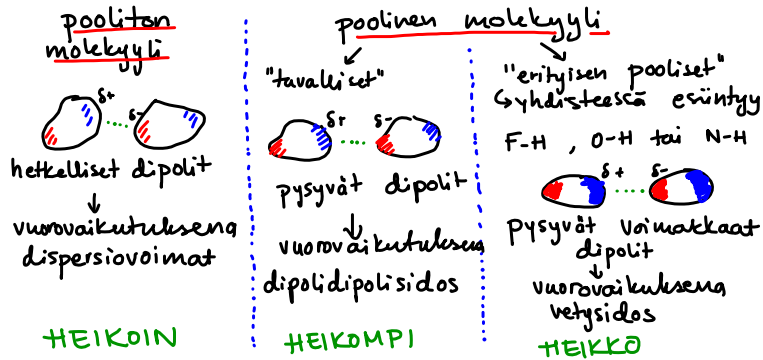 pooliton
molekyyli
δ+
δ-
hetkelliset dipolit
↓
vuorovaikutuksena
dispersiovoimat
HEIKOIN
poolinen molekyyli
"tavalliset"
δ+
δ-
pysyvät dipolit
↓
vuorovaikutuksena
dipolidipolisidos
HEIKOMPI
"erityisen pooliset"
↳ yhdisteessä esiintyy
F-H , O-H tai N-H
δ+
δ-
pysyvät voimakkaat
dipolit
↓
vuorovaikutuksena
vetysidos
HEIKKO